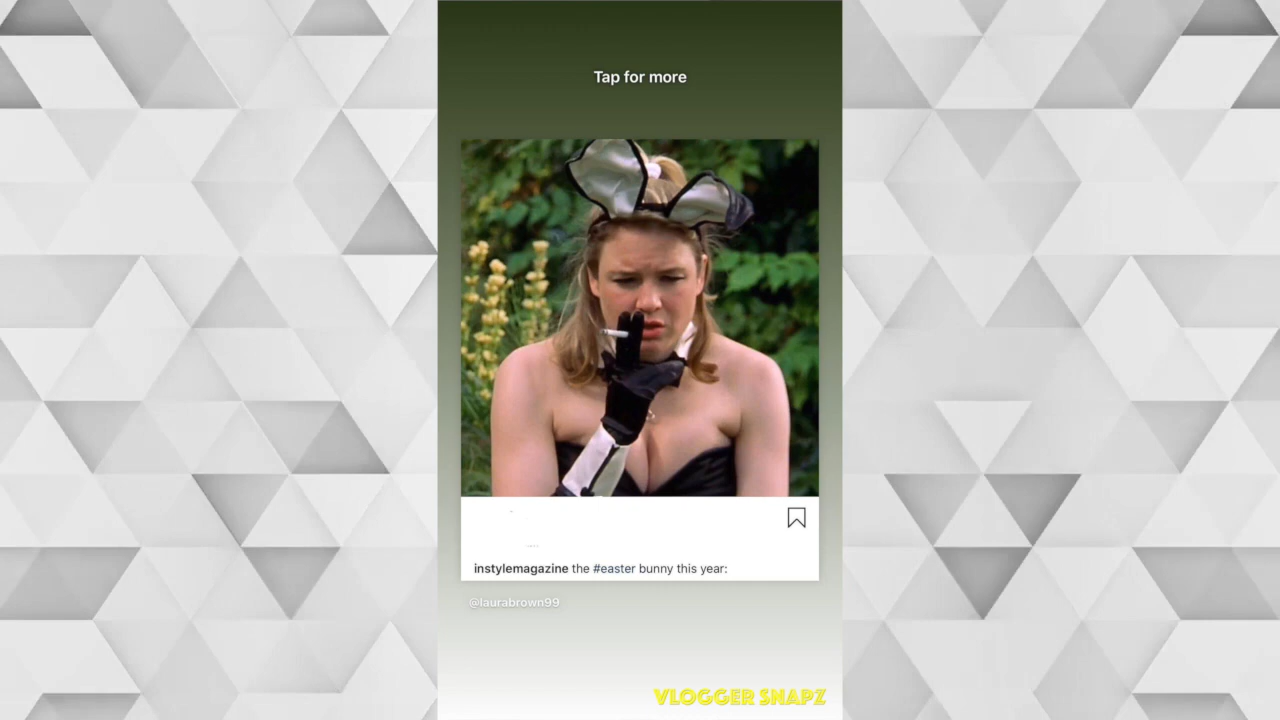 Tap for more
instylemagazine the #easter bunny this year:
@laurabrown99
VLOGGER SNAPZ